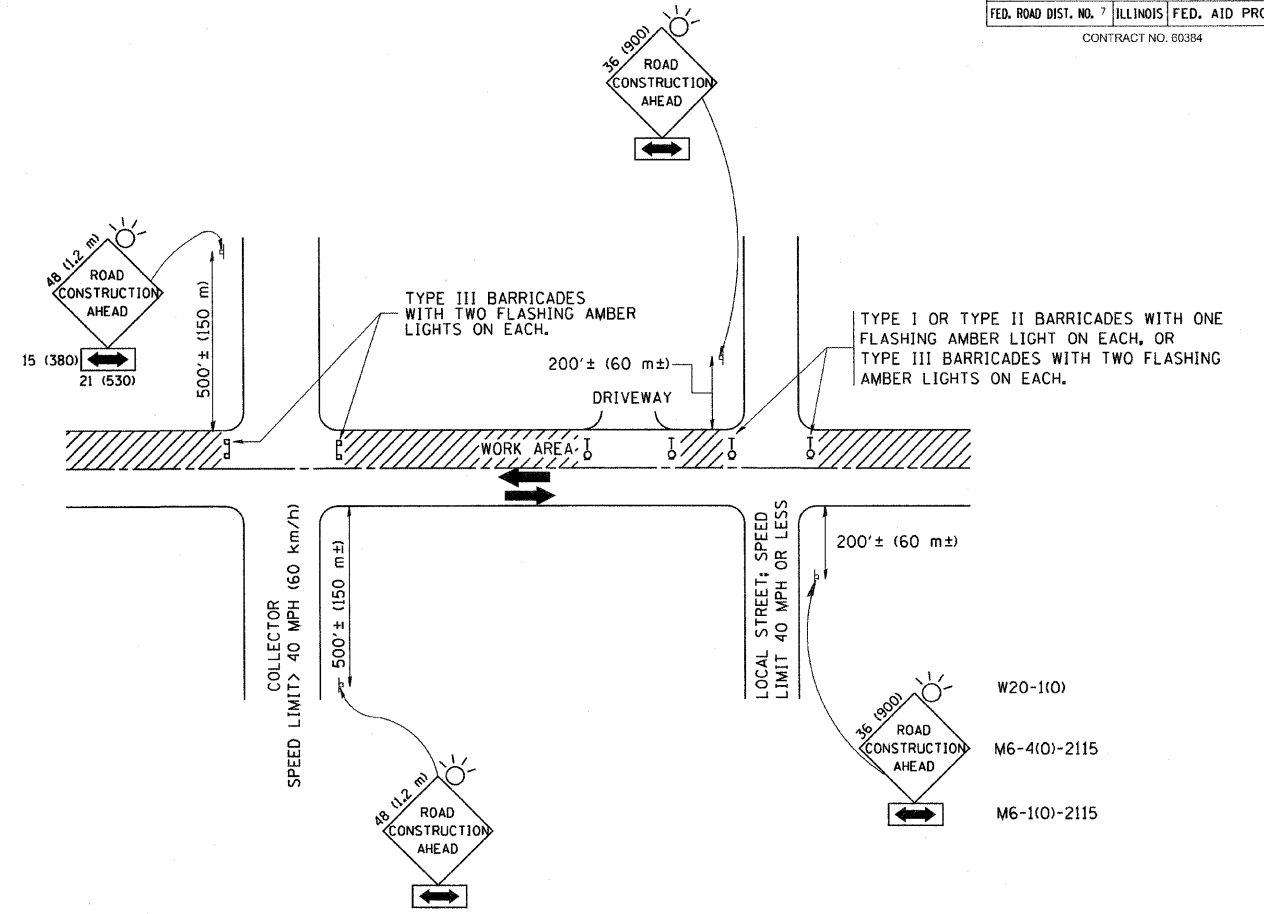 FED. ROAD DIST. NO. 7 ILLINOIS FED. AID PRO
CONTRACT NO. 60384
36 (900)
ROAD
CONSTRUCTION
AHEAD
48 (1.2 m)
ROAD
CONSTRUCTION
AHEAD
15 (380)
21 (530)
500'± (150 m)
TYPE III BARRICADES
WITH TWO FLASHING AMBER
LIGHTS ON EACH.
200'± (60 m±)
DRIVEWAY
TYPE I OR TYPE II BARRICADES WITH ONE
FLASHING AMBER LIGHT ON EACH, OR
TYPE III BARRICADES WITH TWO FLASHING
AMBER LIGHTS ON EACH.
WORK AREA
COLLECTOR
SPEED LIMIT> 40 MPH (60 km/h)
500'± (150 m±)
LOCAL STREET; SPEED
LIMIT 40 MPH OR LESS
200'± (60 m±)
48 (1.2 m)
ROAD
CONSTRUCTION
AHEAD
36 (900)
ROAD
CONSTRUCTION
AHEAD
W20-1(O)
M6-4(O)-2115
M6-1(O)-2115